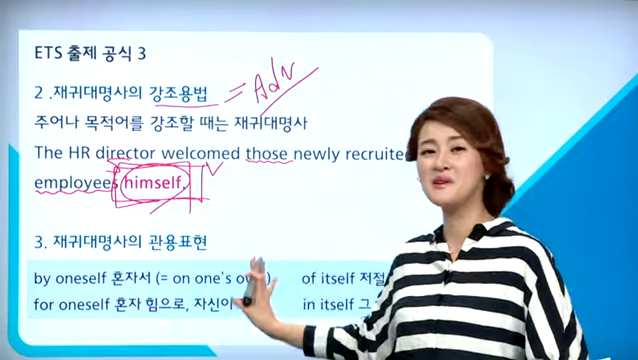 ETS 출제 공식 3
2 .재귀대명사의 강조용법 = Adv
주어나 목적어를 강조할 때는 재귀대명사
The HR director welcomed those newly
employees himself.
3. 재귀대명사의 관용표현
by oneself 혼자서 (= on one's of itself 저절
for oneself 혼자 힘으로, 자신이 in itself 그